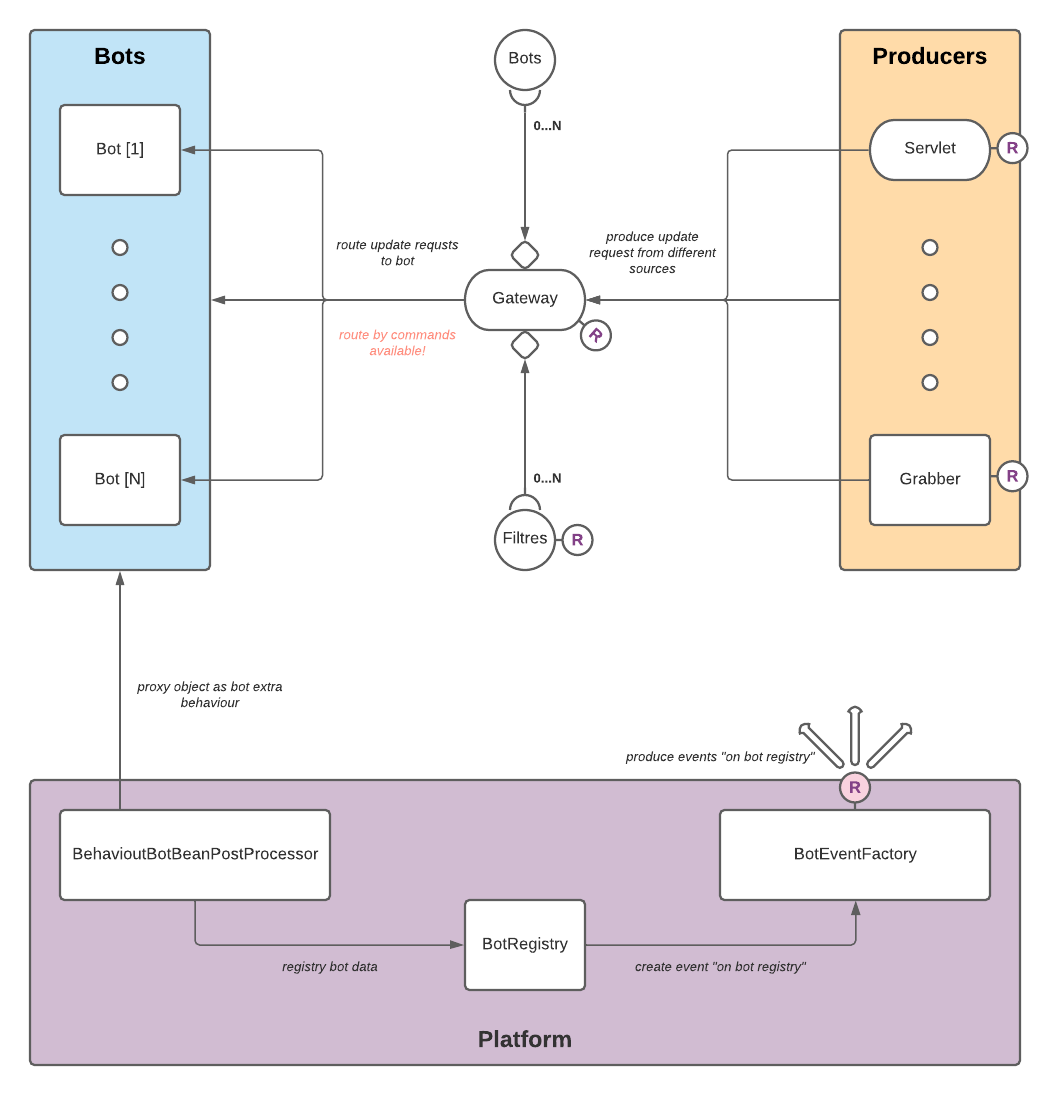 Bots
Bots
Producers
Bot [1]
0...N
Servlet
R
route update requsts
to bot
produce update
request from different
sources
Gateway
R
route by commands
available!
Bot [N]
0...N
Filtres
R
Grabber
R
proxy object as bot extra
behaviour
produce events "on bot registry"
R
BehavioutBotBeanPostProcessor
BotEventFactory
BotRegistry
registry bot data
create event "on bot registry"
Platform